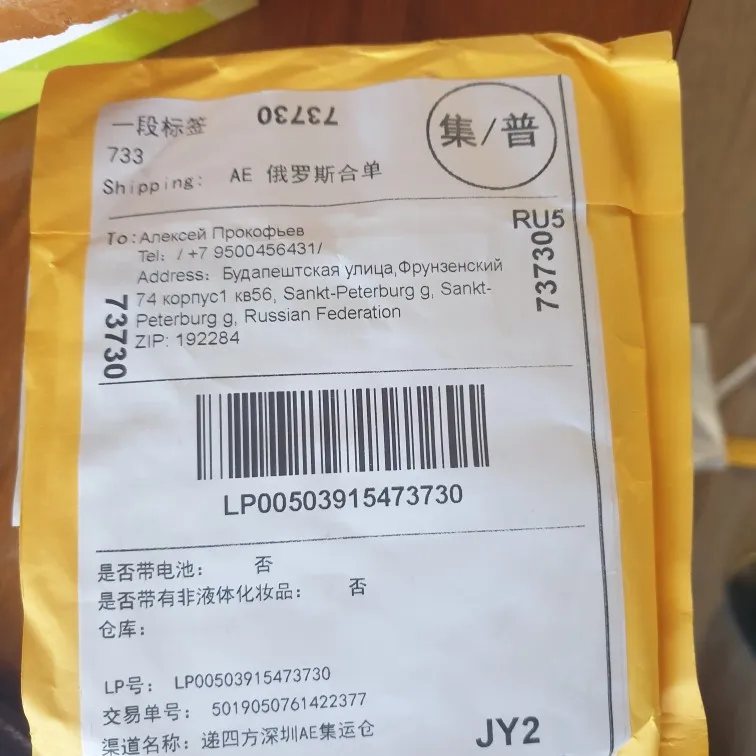 一段标签
73730
集/普
733
Shipping: AE 俄罗斯合单
RU5
73730
To:Алексей Прокофьев
Tel: / +7 9500456431/
Address: Будапештская улица,Фрунзенский
74 корпус1 кв56, Sankt-Peterburg g, Sankt-
Peterburg g, Russian Federation
ZIP: 192284
73730
LP00503915473730
是否带电池: 否
是否带有非液体化妆品: 否
仓库:
LP号: LP00503915473730
交易单号: 5019050761422377
渠道名称: 递四方深圳AE集运仓
JY2